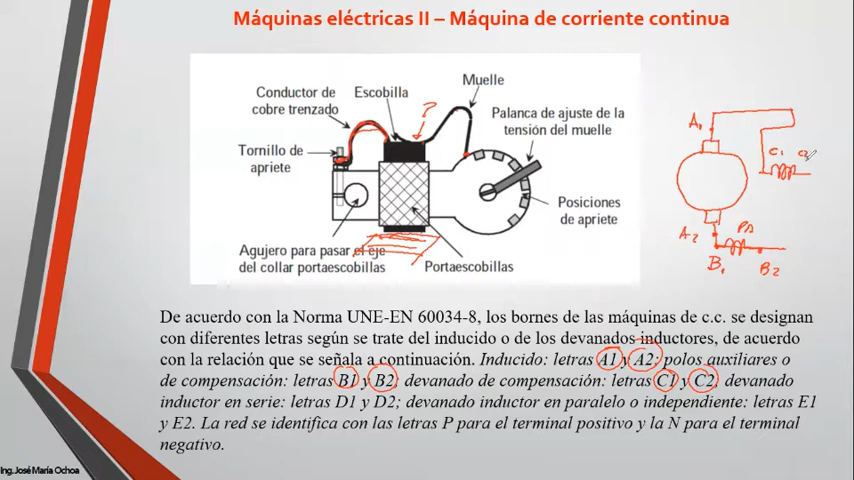 Máquinas eléctricas II – Máquina de corriente continua
Conductor de
cobre trenzado
Escobilla
Muelle
?
Palanca de ajuste de la
tensión del muelle
Tornillo de
apriete
Posiciones
de apriete
Agujero para pasar el eje
del collar portaescobillas
Portaescobillas
A1
C1 C2
A2
PA
B1
B2
De acuerdo con la Norma UNE-EN 60034-8, los bornes de las máquinas de c.c. se designan
con diferentes letras según se trate del inducido o de los devanados inductores, de acuerdo
con la relación que se señala a continuación. Inducido: letras A1 y A2; polos auxiliares o
de compensación: letras B1 y B2; devanado de compensación: letras C1 y C2, devanado
inductor en serie: letras D1 y D2; devanado inductor en paralelo o independiente: letras E1
y E2. La red se identifica con las letras P para el terminal positivo y la N para el terminal
negativo.
Ing. José María Ochoa